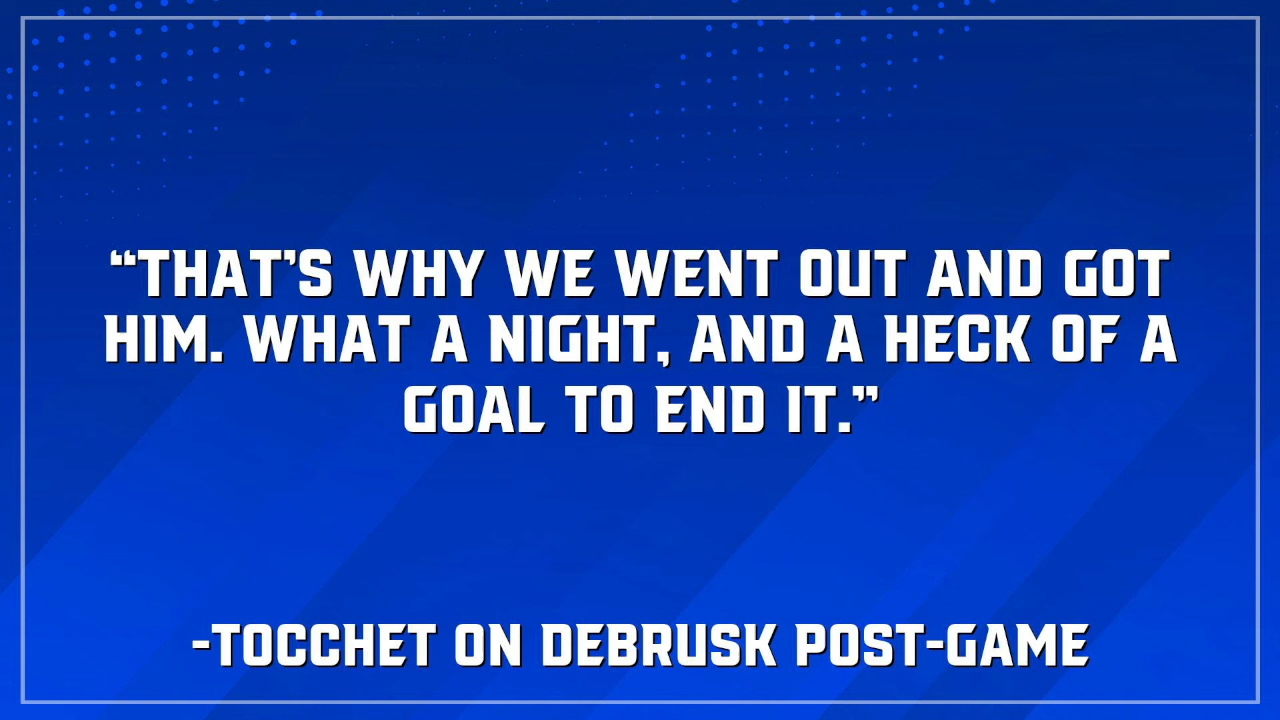 “THAT’S WHY WE WENT OUT AND GOT
HIM. WHAT A NIGHT, AND A HECK OF A
GOAL TO END IT.”
-TOCCHET ON DEBRUSK POST-GAME